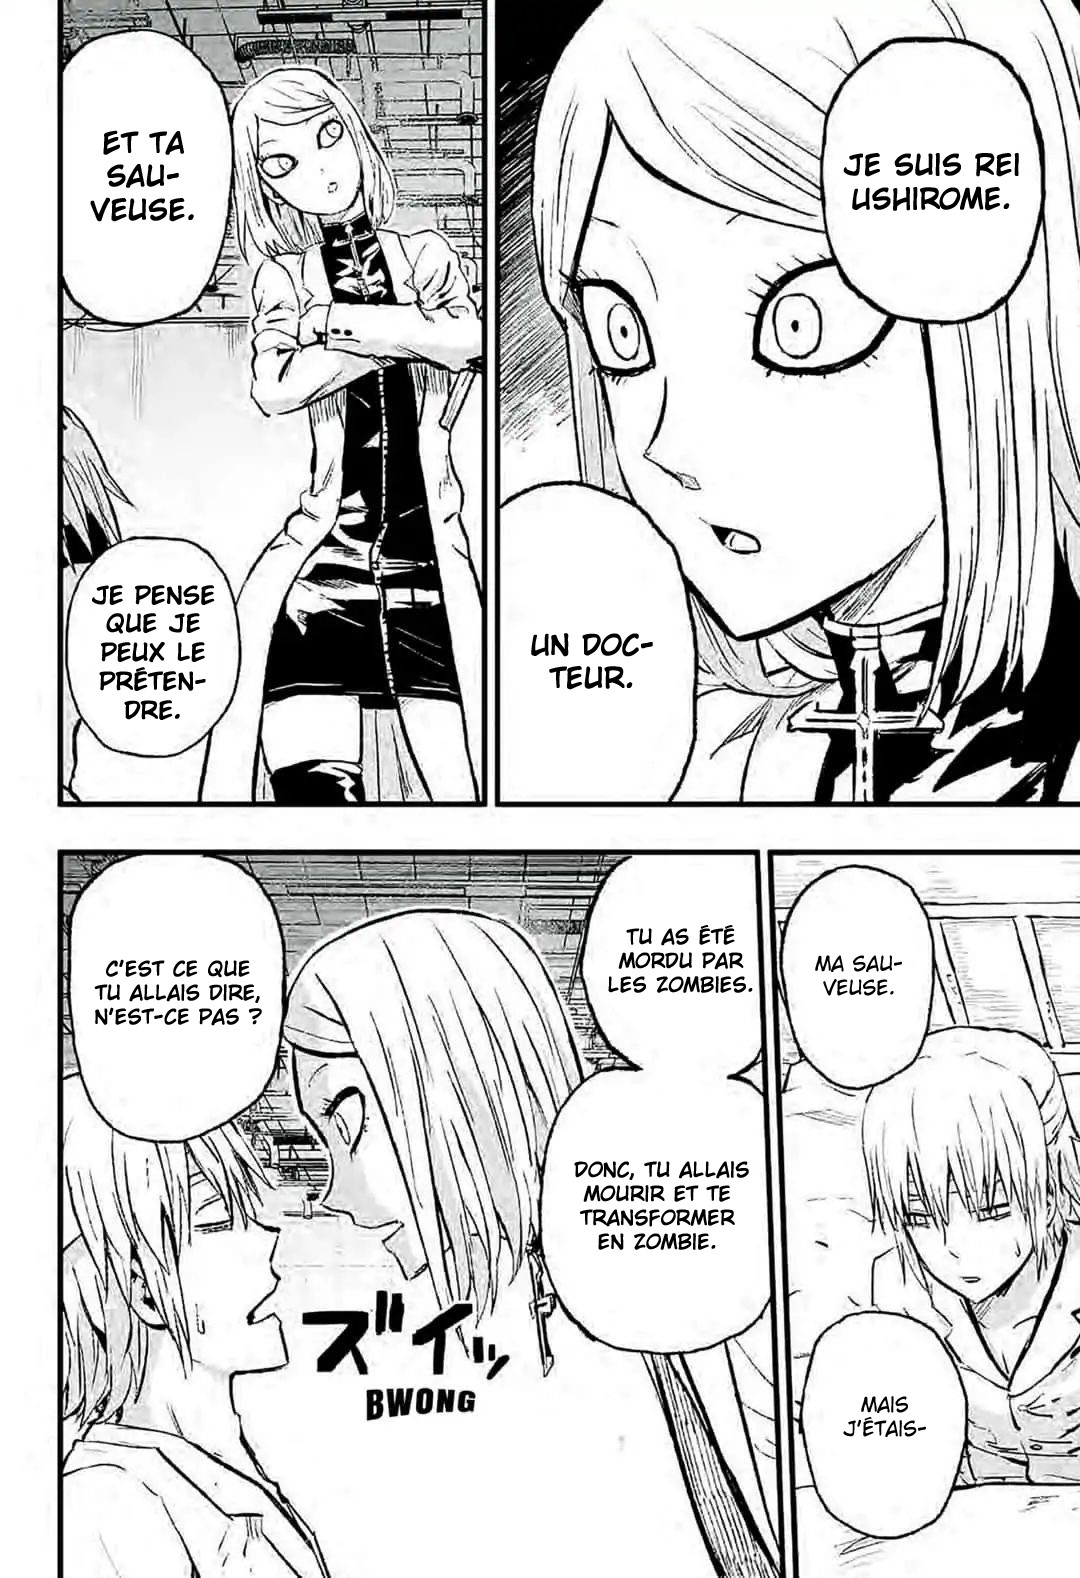 JE SUIS REI
USHIROME.
UN DOC-
TEUR.
ET TA
SAU-
VEUSE.
JE PENSE
QUE JE
PEUX LE
PRÉTEN-
DRE.
MA SAU-
VEUSE.
MAIS
J'ÉTAIS-
TU AS ÉTÉ
MORDU PAR
LES ZOMBIES.
DONC, TU ALLAIS
MOURIR ET TE
TRANSFORMER
EN ZOMBIE.
C'EST CE QUE
TU ALLAIS DIRE,
N'EST-CE PAS ?
ズイッ
BWONG